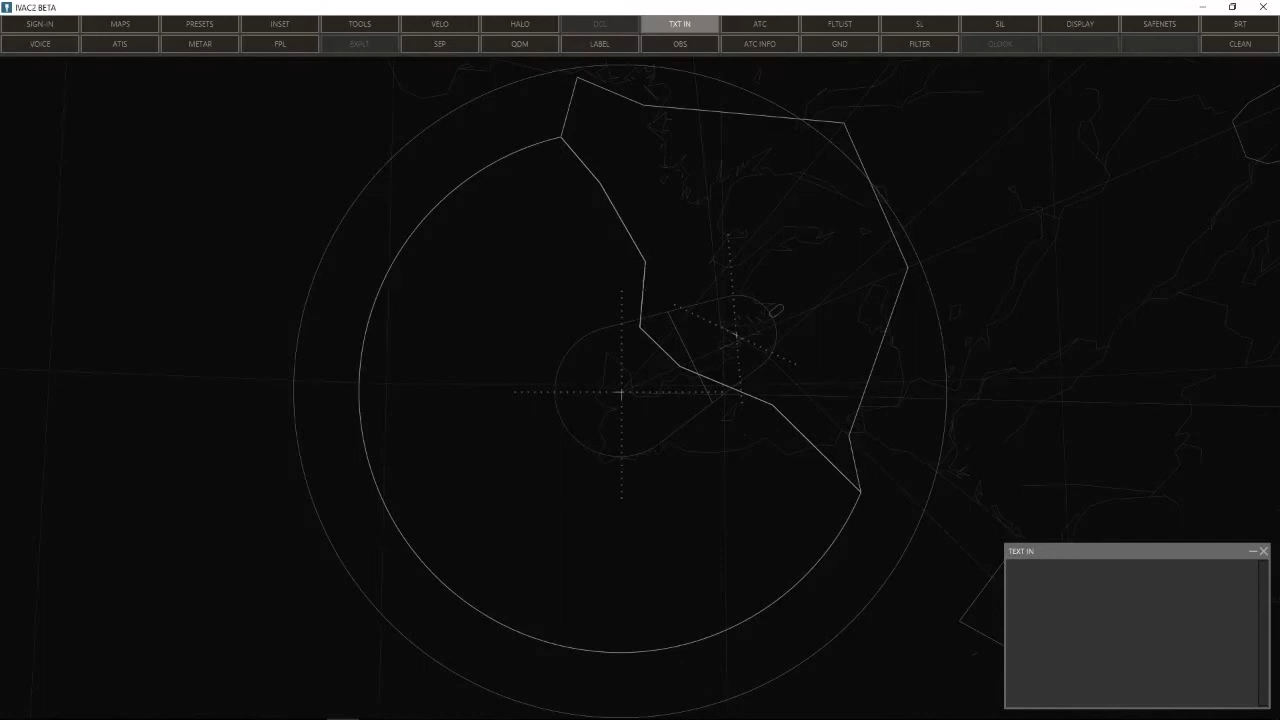 IVAC2 BETA
SIGN-IN MAPS PRESETS INSET TOOLS VELO HALO DCL TXT IN ATC FLTLIST SL SIL DISPLAY SAFENETS BRT
VOICE ATIS METAR FPL EXPLT SEP QDM LABEL OBS ATC INFO GND FILTER QLOOK CLEAN
TEXT IN